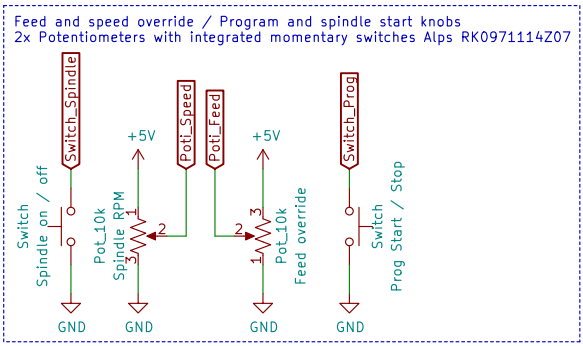 Feed and speed override / Program and spindle start knobs
2x Potentiometers with integrated momentary switches Alps RK0971114Z07
Switch_Spindle
Poti_Speed
Poti_Feed
Switch_Prog
+5V
+5V
Switch
Spindle on / off
Pot_10k
Spindle RPM
1
2
3
2
3
1
Pot_10k
Feed override
Switch
Prog Start / Stop
GND
GND
GND
GND